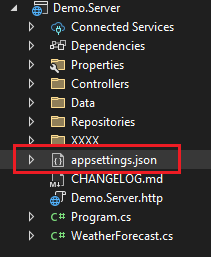 Demo.Server
Connected Services
Dependencies
Properties
Controllers
Data
Repositories
XXXX
appsettings.json
CHANGELOG.md
Demo.Server.http
C# Program.cs
C# WeatherForecast.cs